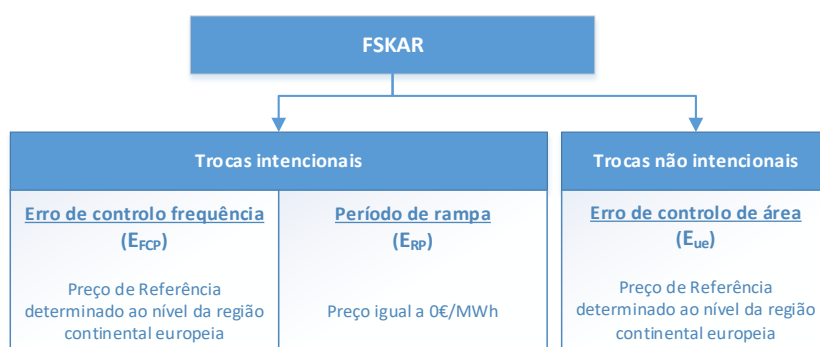 FSKAR
Trocas intencionais
Trocas não intencionais
Erro de controlo frequência
(EFCP)
Preço de Referência
determinado ao nível da região
continental europeia
Período de rampa
(ERP)
Preço igual a 0€/MWh
Erro de controlo de área
(Eue)
Preço de Referência
determinado ao nível da região
continental europeia